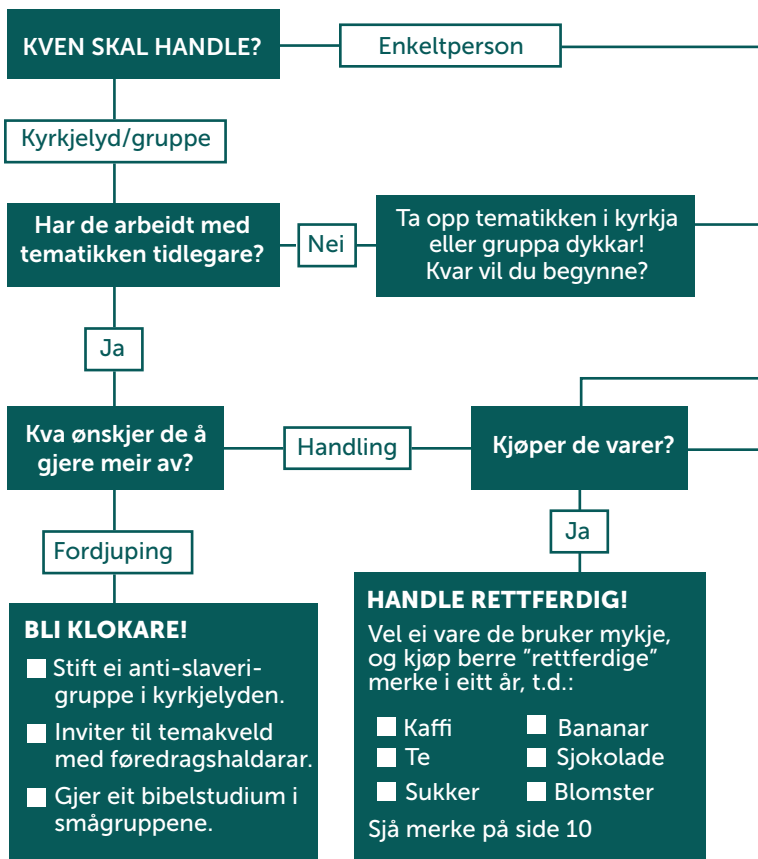 KVEN SKAL HANDLE?
Enkeltperson
Kyrkjelyd/gruppe
Har de arbeidt med
tematikken tidlegare?
Nei
Ta opp tematikken i kyrkja
eller gruppa dykkar!
Kvar vil du begynne?
Ja
Kva ønskjer de å
gjere meir av?
Handling
Kjøper de varer?
Fordjuping
Ja
BLI KLOKARE!
Stift ei anti-slaveri-
gruppe i kyrkjelyden.
Inviter til temakveld
med føredragshaldarar.
Gjer eit bibelstudium i
smågruppene.
HANDLE RETTFERDIG!
Vel ei vare de bruker mykje,
og kjøp berre ”rettferdige”
merke i eitt år, t.d.:
Kaffi
Bananar
Te
Sjokolade
Sukker
Blomster
Sjå merke på side 10